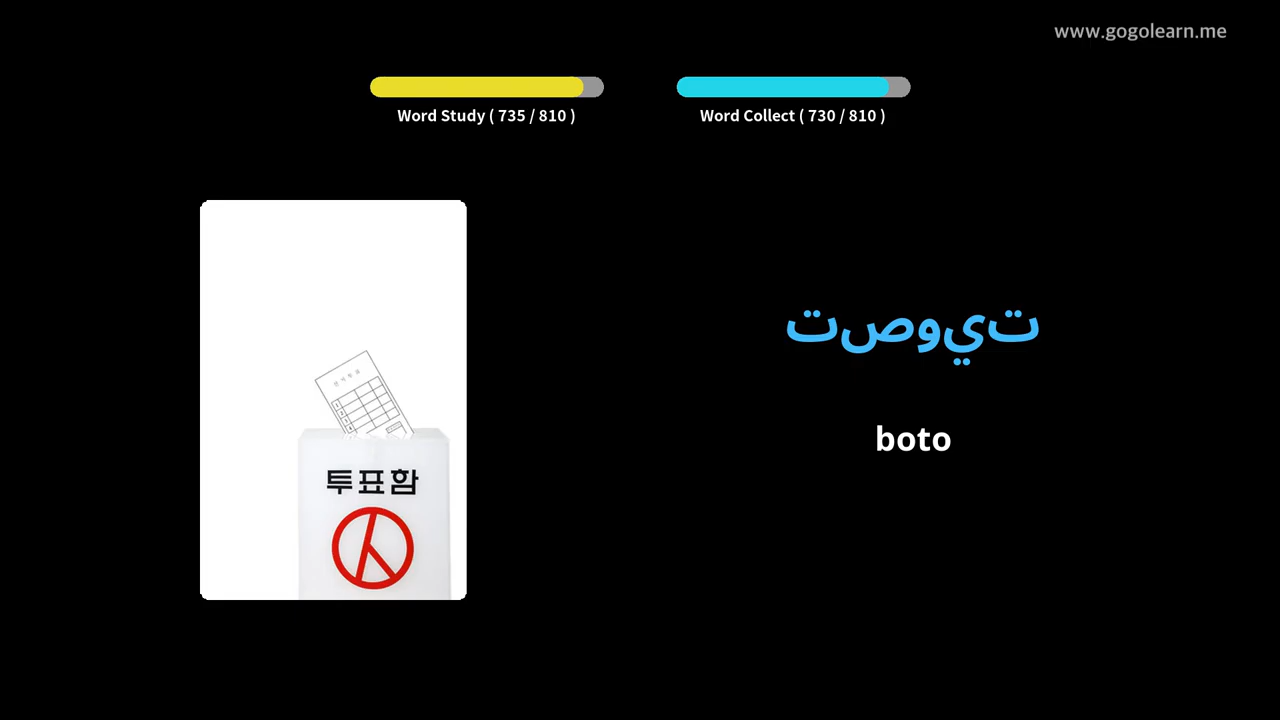 www.gogolearn.me
Word Study ( 735 / 810 )
Word Collect ( 730 / 810 )
تصويت
boto
투표함